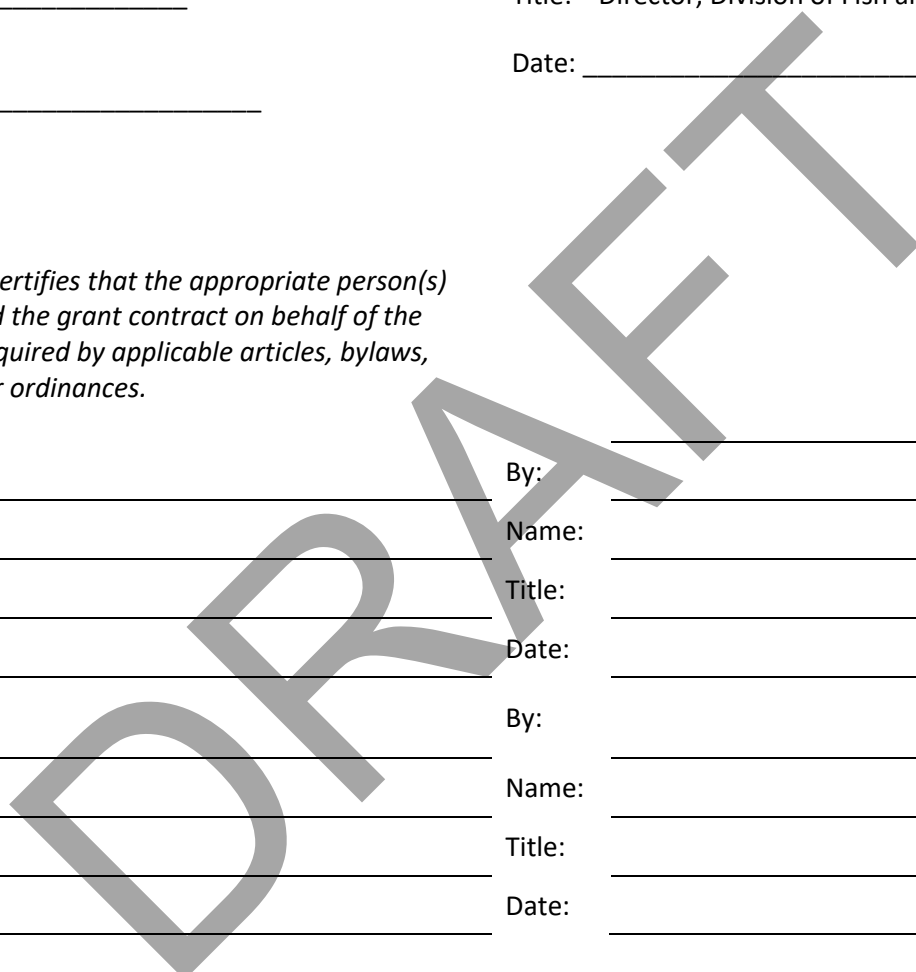 Title: Director, Division of Fish
Date: ____________________
ertifies that the appropriate person(s)
the grant contract on behalf of the
quired by applicable articles, bylaws,
r ordinances.
By:
Name:
Title:
Date:
By:
Name:
Title:
Date:
DRAFT